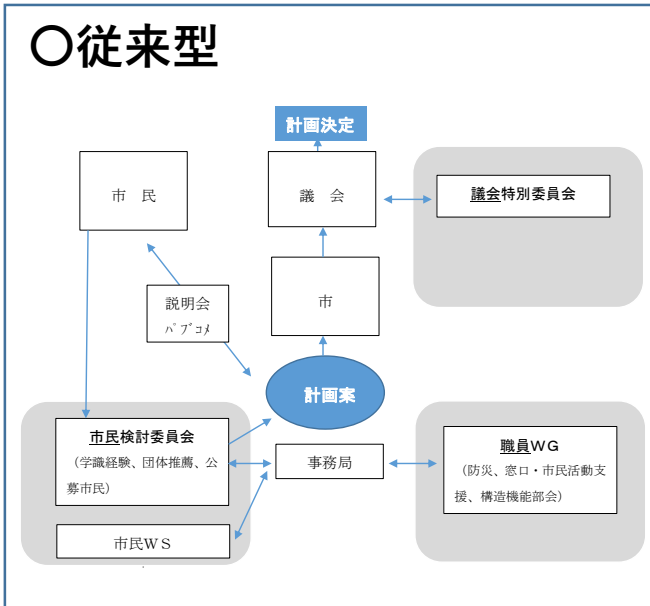 〇従来型
計画決定
市 民
議 会
議会特別委員会
説明会
ﾊﾟﾌﾞｺﾒ
市
計画案
市民検討委員会
（学識経験、団体推薦、公
募市民）
事務局
職員WG
（防災、窓口・市民活動支
援、構造機能部会）
市民ＷＳ